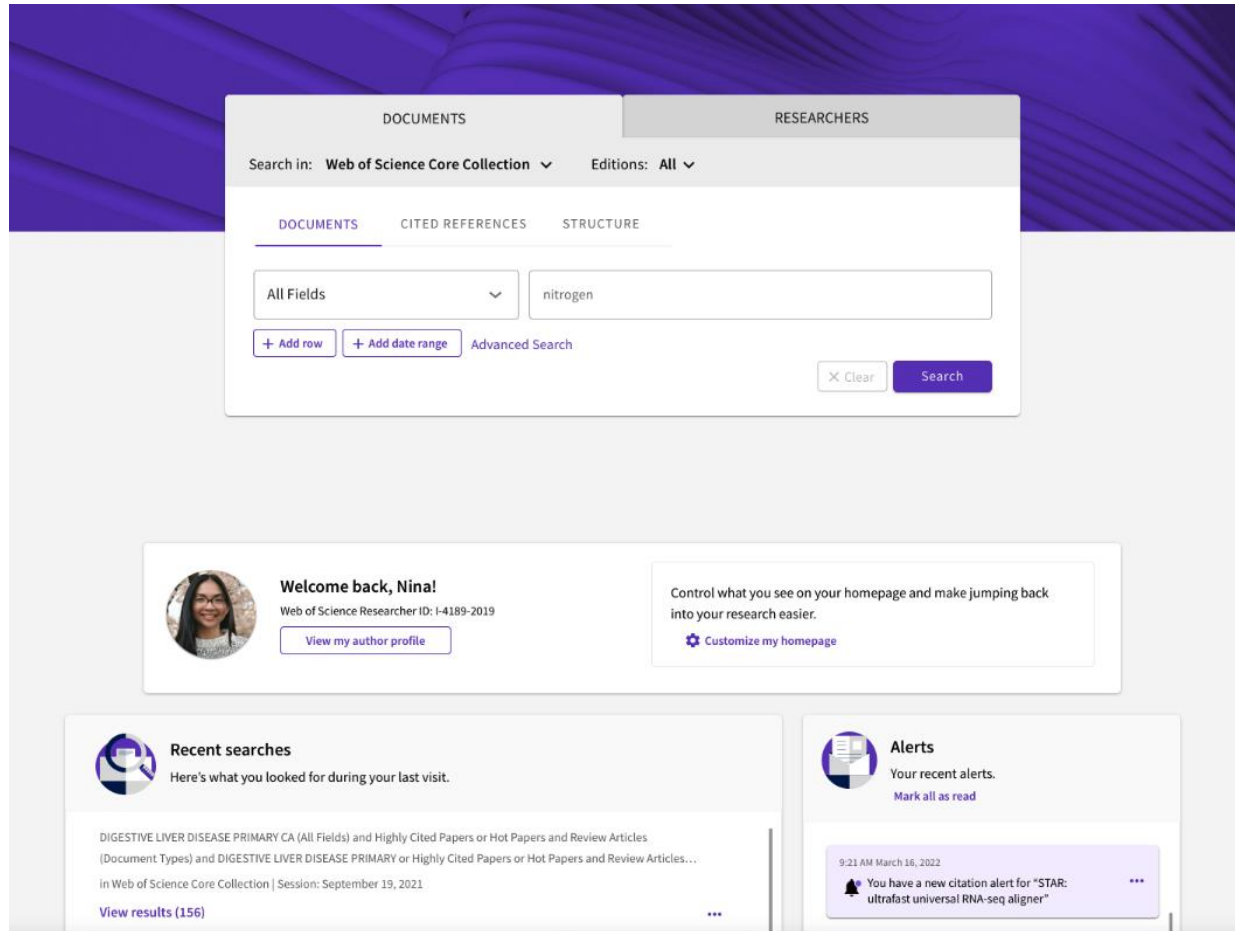 DOCUMENTS
RESEARCHERS
Search in: Web of Science Core Collection Editions: All
DOCUMENTS CITED REFERENCES STRUCTURE
All Fields
nitrogen
+ Add row
+ Add date range
Advanced Search
× Clear
Search
Welcome back, Nina!
Web of Science Researcher ID: I-4189-2019
View my author profile
Control what you see on your homepage and make jumping back
into your research easier.
Customize my homepage
Recent searches
Here's what you looked for during your last visit.
DIGESTIVE LIVER DISEASE PRIMARY CA (All Fields) and Highly Cited Papers or Hot Papers and Review Articles
(Document Types) and DIGESTIVE LIVER DISEASE PRIMARY or Highly Cited Papers or Hot Papers and Review Articles...
in Web of Science Core Collection | Session: September 19, 2021
View results (156)
Alerts
Your recent alerts.
Mark all as read
9:21 AM March 16, 2022
You have a new citation alert for “STAR:
ultrafast universal RNA-seq aligner”